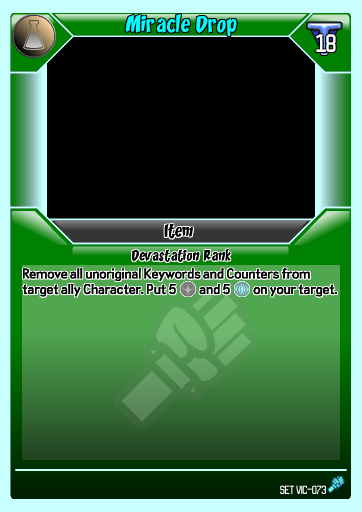 Miracle Drop
18
Item
Devastation Rank
Remove all unoriginal Keywords and Counters from
target ally Character. Put 5 and 5 on your target.
SET VIC-073